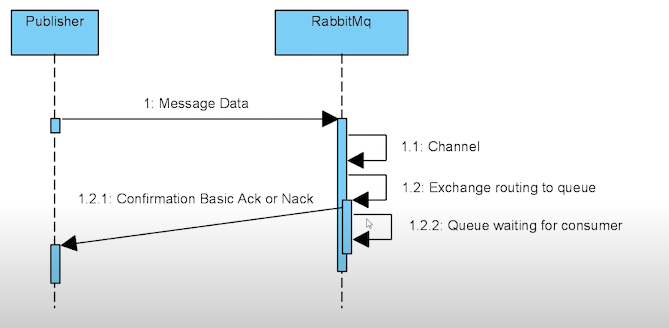 Publisher
RabbitMq
1: Message Data
1.1: Channel
1.2: Exchange routing to queue
1.2.1: Confirmation Basic Ack or Nack
1.2.2: Queue waiting for consumer